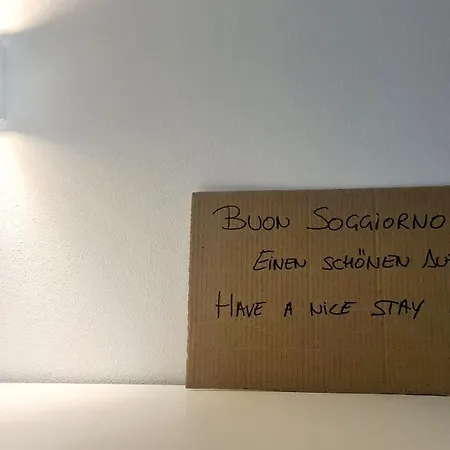 BUON SOGGIORNO
EINEN SCHÖNEN
HAVE A NICE STAY